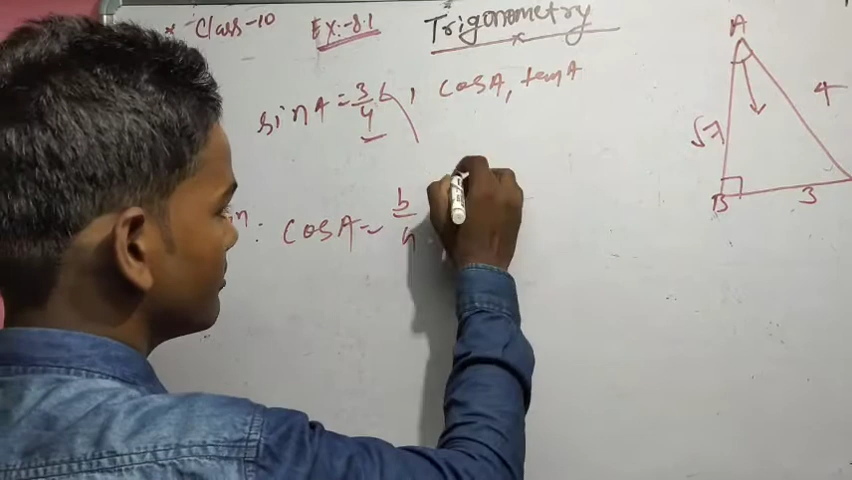 * Class-10 Ex:-8.1 Trigonometry
sinA = 3/4 , cosA, tanA
cosA = b/h
A
4
√7
B 3